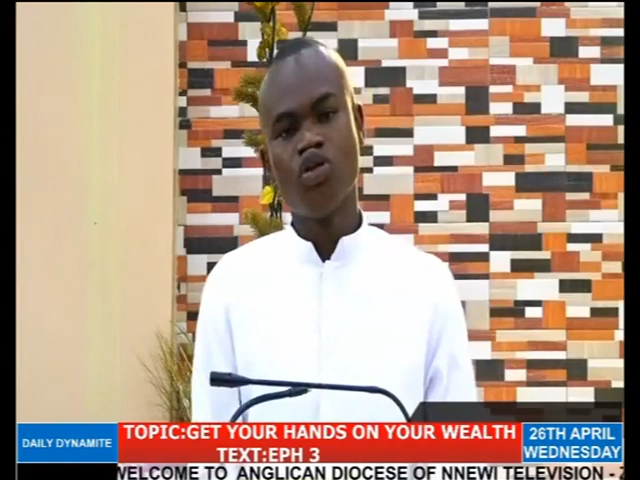 DAILY DYNAMITE
TOPIC:GET YOUR HANDS ON YOUR WEALTH
TEXT:EPH 3
26TH APRIL
WEDNESDAY
WELCOME TO ANGLICAN DIOCESE OF NNEWI TELEVISION -